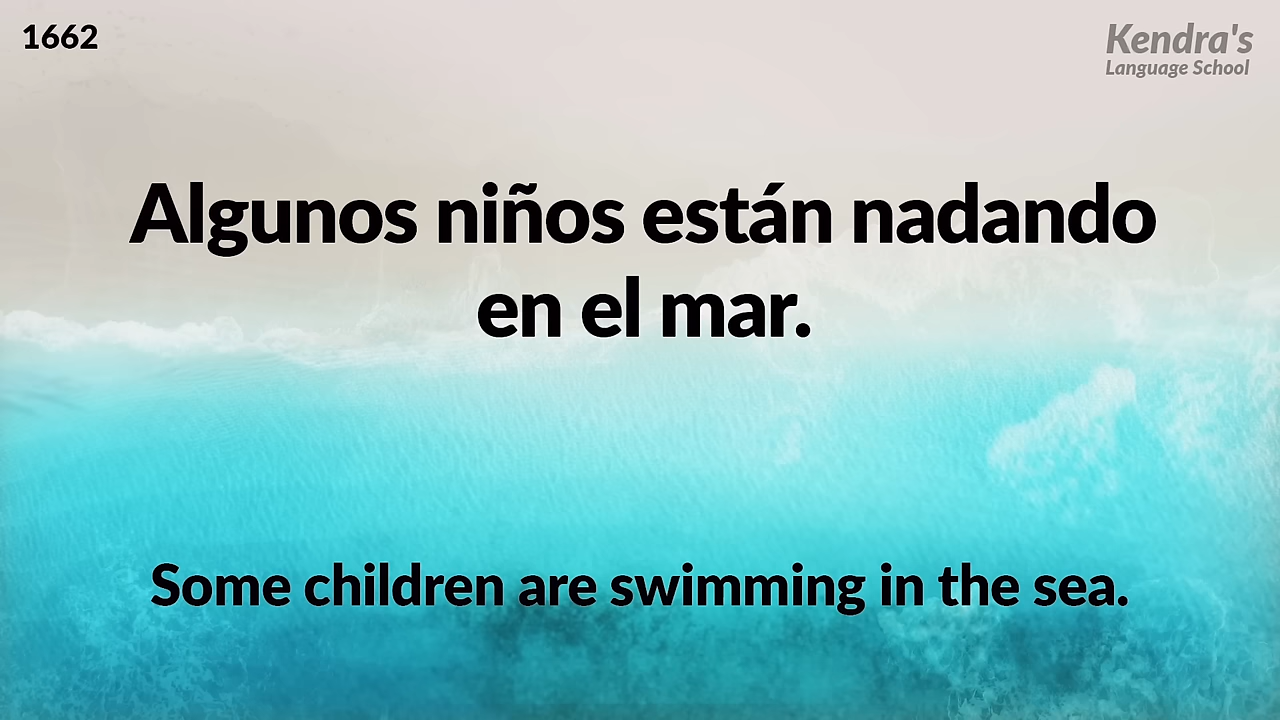 1662
Kendra's
Language School
Algunos niños están nadando
en el mar.
Some children are swimming in the sea.